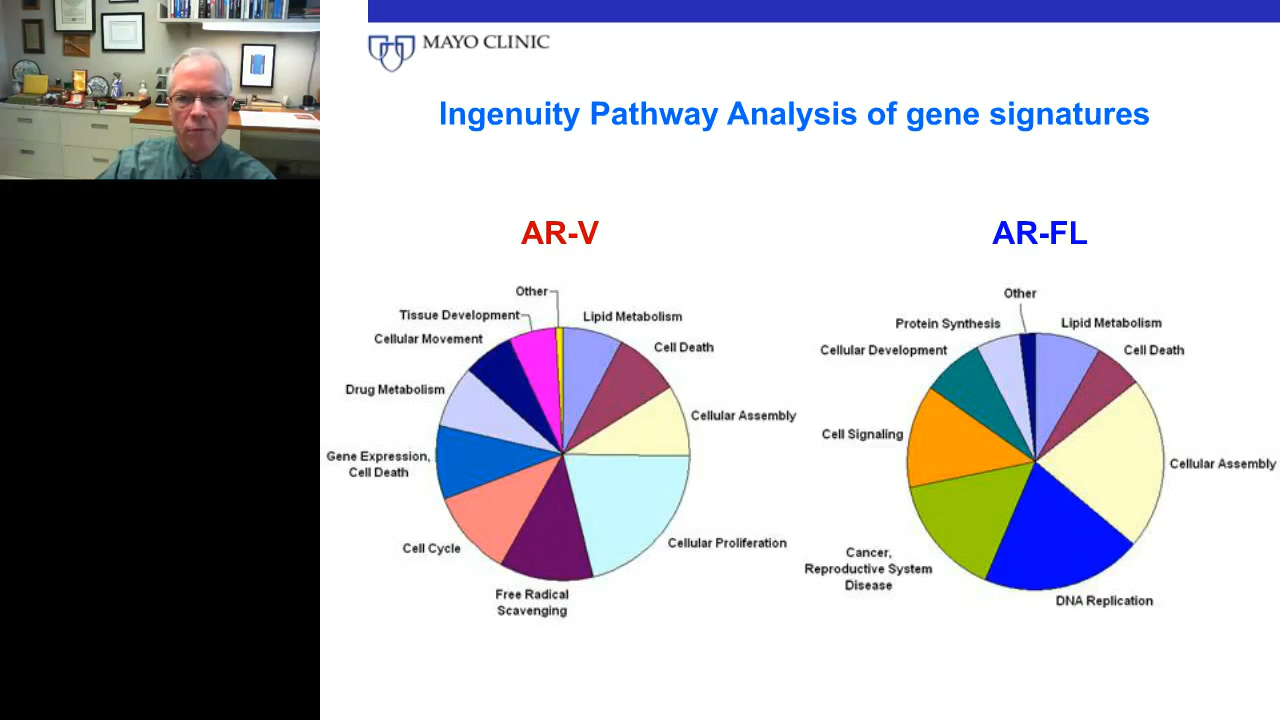 MAYO CLINIC
Ingenuity Pathway Analysis of gene signatures
AR-V
Other
Tissue Development
Lipid Metabolism
Cellular Movement
Cell Death
Drug Metabolism
Cellular Assembly
Gene Expression,
Cell Death
Cell Cycle
Cellular Proliferation
Free Radical
Scavenging
AR-FL
Other
Protein Synthesis
Lipid Metabolism
Cellular Development
Cell Death
Cell Signaling
Cellular Assembly
Cancer,
Reproductive System
Disease
DNA Replication